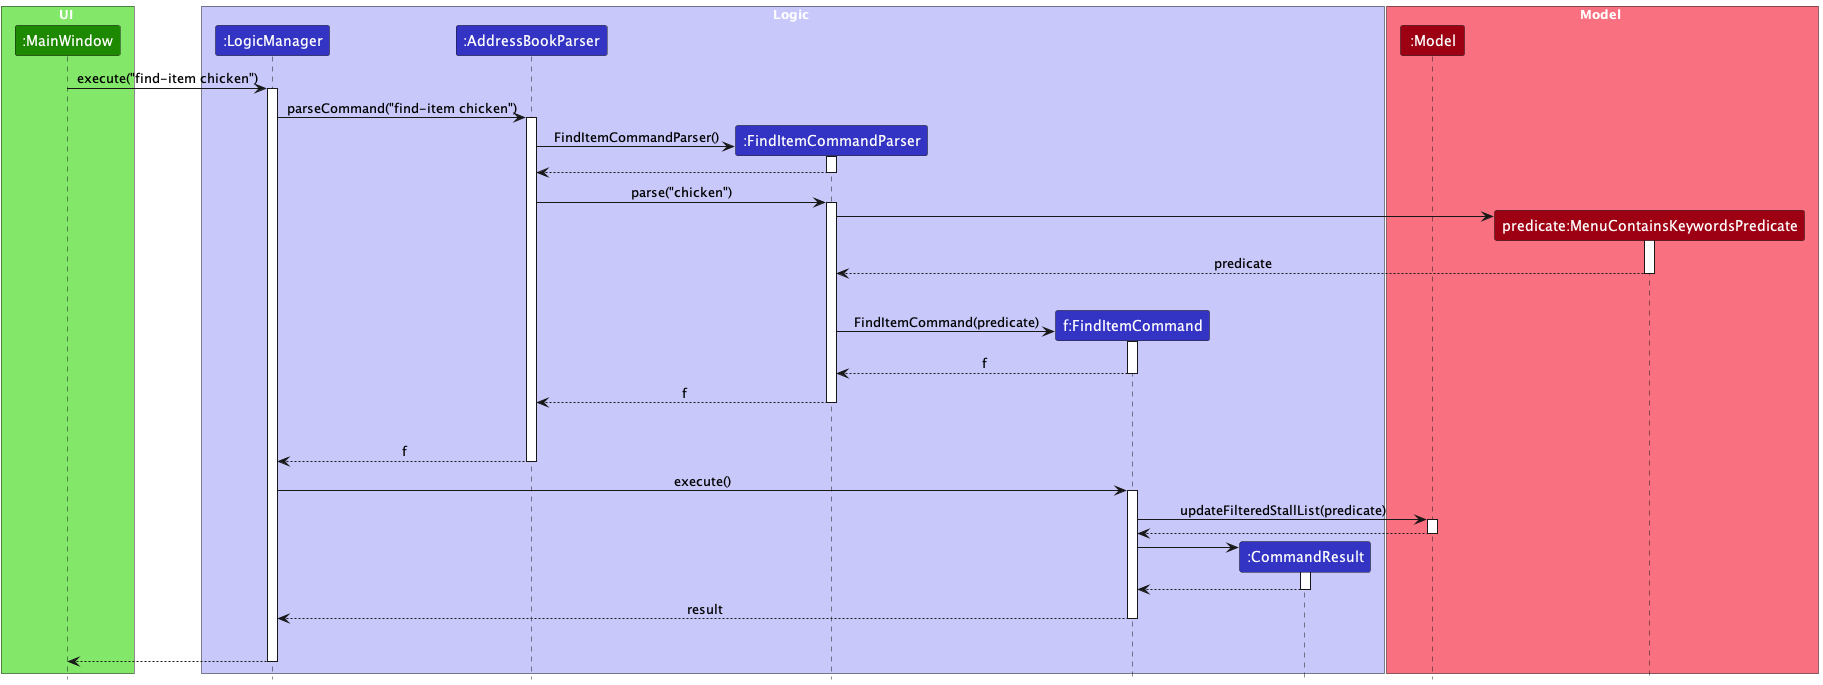 UI
Logic
Model
:MainWindow
:LogicManager
:AddressBookParser
:Model
execute("find-item chicken")
parseCommand("find-item chicken")
FindItemCommandParser()
:FindItemCommandParser
parse("chicken")
predicate:MenuContainsKeywordsPredicate
predicate
FindItemCommand(predicate)
f:FindItemCommand
f
f
f
execute()
updateFilteredStallList(predicate)
:CommandResult
result